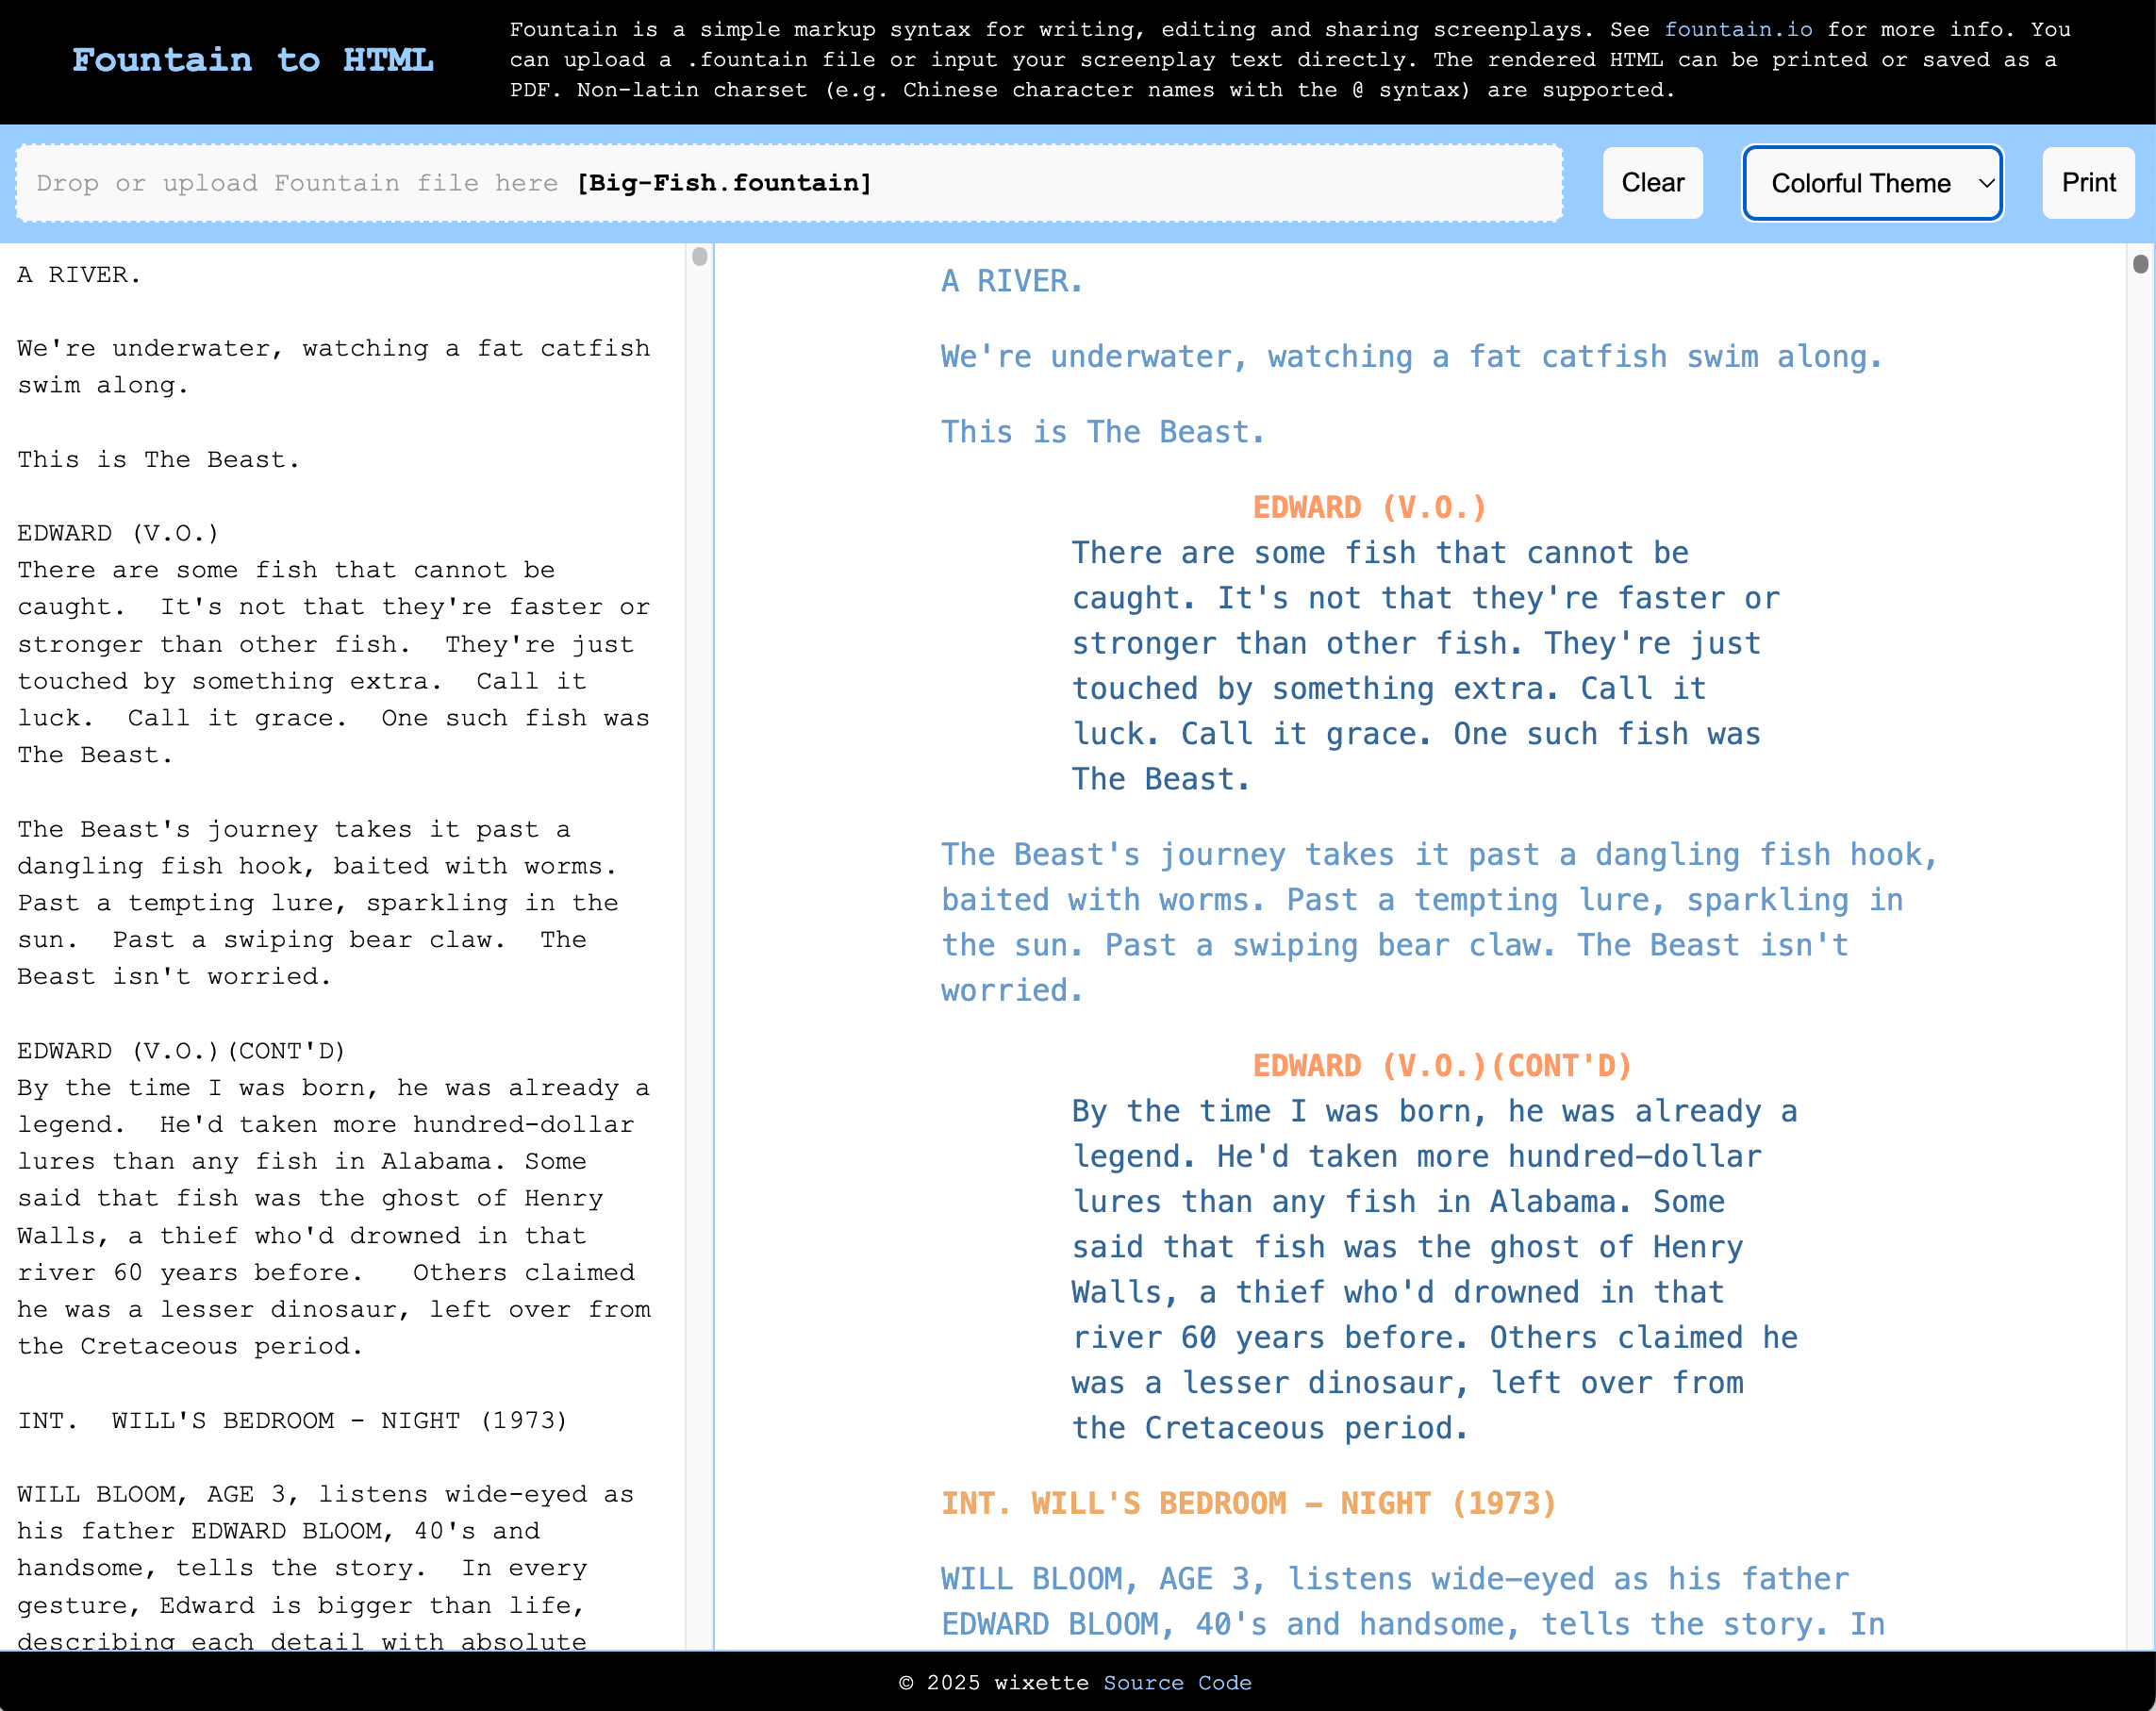 Fountain to HTML
Fountain is a simple markup syntax for writing, editing and sharing screenplays. See fountain.io for more info. You
can upload a .fountain file or input your screenplay text directly. The rendered HTML can be printed or saved as a
PDF. Non-latin charset (e.g. Chinese character names with the @ syntax) are supported.
Drop or upload Fountain file here [Big-Fish.fountain]
Clear
Colorful Theme
Print
A RIVER.
We're underwater, watching a fat catfish
swim along.
This is The Beast.
EDWARD (V.O.)
There are some fish that cannot be
caught.  It's not that they're faster or
stronger than other fish.  They're just
touched by something extra.  Call it
luck.  Call it grace.  One such fish was
The Beast.
The Beast's journey takes it past a
dangling fish hook, baited with worms.
Past a tempting lure, sparkling in the
sun.  Past a swiping bear claw.  The
Beast isn't worried.
EDWARD (V.O.)(CONT'D)
By the time I was born, he was already a
legend.  He'd taken more hundred-dollar
lures than any fish in Alabama. Some
said that fish was the ghost of Henry
Walls, a thief who'd drowned in that
river 60 years before.   Others claimed
he was a lesser dinosaur, left over from
the Cretaceous period.
INT.  WILL'S BEDROOM - NIGHT (1973)
WILL BLOOM, AGE 3, listens wide-eyed as
his father EDWARD BLOOM, 40's and
handsome, tells the story.  In every
gesture, Edward is bigger than life,
describing each detail with absolute
A RIVER.
We're underwater, watching a fat catfish swim along.
This is The Beast.
EDWARD (V.O.)
There are some fish that cannot be
caught. It's not that they're faster or
stronger than other fish. They're just
touched by something extra. Call it
luck. Call it grace. One such fish was
The Beast.
The Beast's journey takes it past a dangling fish hook,
baited with worms. Past a tempting lure, sparkling in
the sun. Past a swiping bear claw. The Beast isn't
worried.
EDWARD (V.O.)(CONT'D)
By the time I was born, he was already a
legend. He'd taken more hundred-dollar
lures than any fish in Alabama. Some
said that fish was the ghost of Henry
Walls, a thief who'd drowned in that
river 60 years before. Others claimed he
was a lesser dinosaur, left over from
the Cretaceous period.
INT. WILL'S BEDROOM - NIGHT (1973)
WILL BLOOM, AGE 3, listens wide-eyed as his father
EDWARD BLOOM, 40's and handsome, tells the story. In
© 2025 wixette Source Code